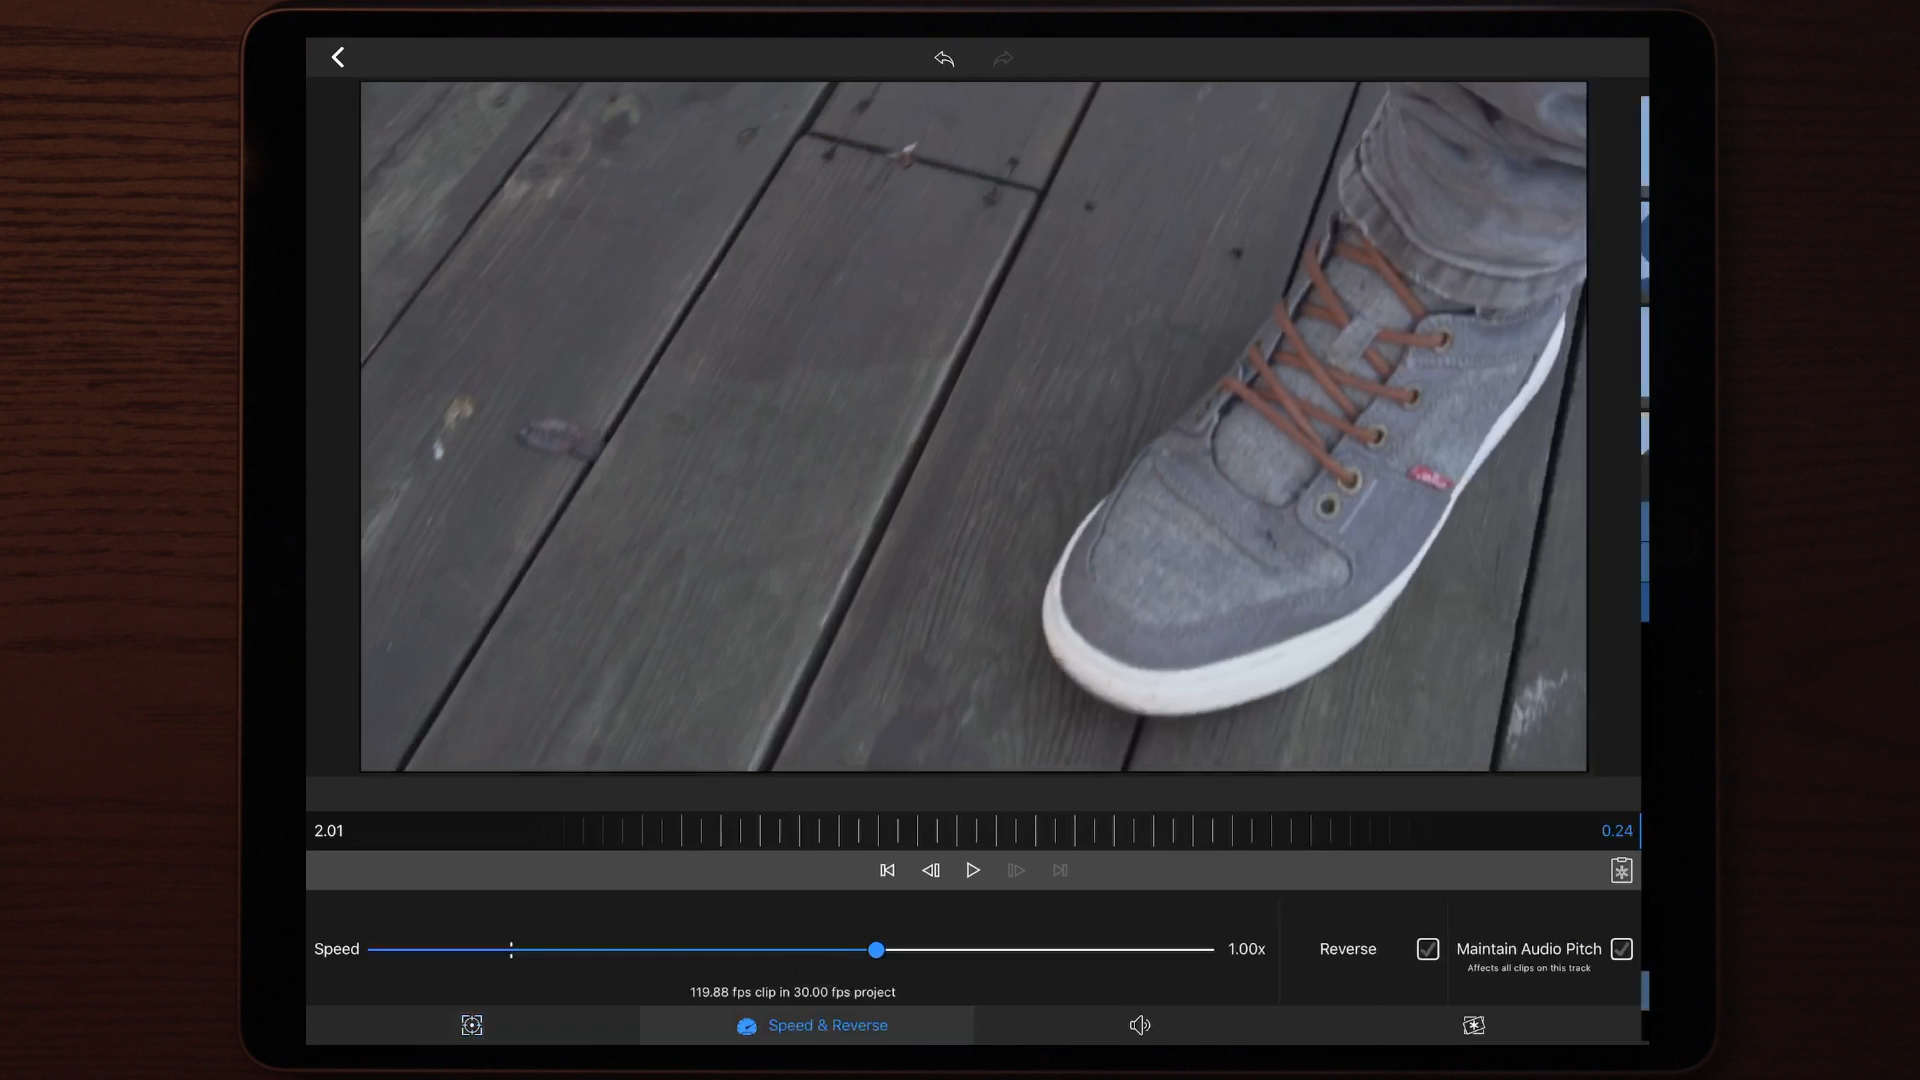 2.01
0.24
Speed
1.00x
Reverse
Maintain Audio Pitch
Affects all clips on this track
119.88 fps clip in 30.00 fps project
Speed & Reverse